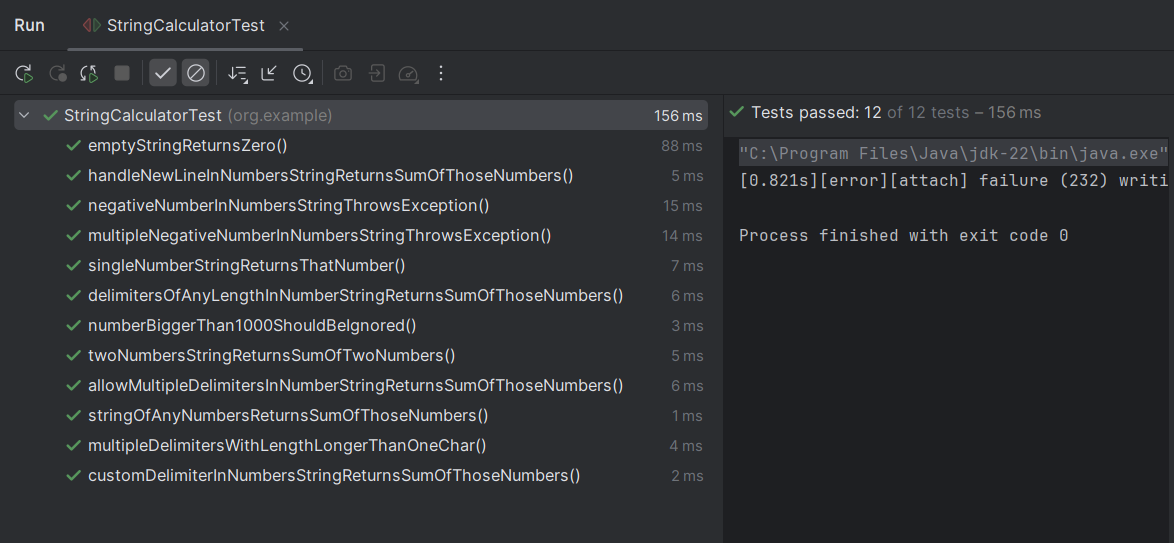 Run StringCalculatorTest
StringCalculatorTest (org.example) 156 ms
emptyStringReturnsZero() 88 ms
handleNewLineInNumbersStringReturnsSumOfThoseNumbers() 5 ms
negativeNumberInNumbersStringThrowsException() 15 ms
multipleNegativeNumberInNumbersStringThrowsException() 14 ms
singleNumberStringReturnsThatNumber() 7 ms
delimitersOfAnyLengthInNumberStringReturnsSumOfThoseNumbers() 6 ms
numberBiggerThan1000ShouldBeIgnored() 3 ms
twoNumbersStringReturnsSumOfTwoNumbers() 5 ms
allowMultipleDelimitersInNumberStringReturnsSumOfThoseNumbers() 6 ms
stringOfAnyNumbersReturnsSumOfThoseNumbers() 1 ms
multipleDelimitersWithLengthLongerThanOneChar() 4 ms
customDelimiterInNumbersStringReturnsSumOfThoseNumbers() 2 ms
Tests passed: 12 of 12 tests – 156 ms
"C:\Program Files\Java\jdk-22\bin\java.exe"
[0.821s][error][attach] failure (232) writi
Process finished with exit code 0